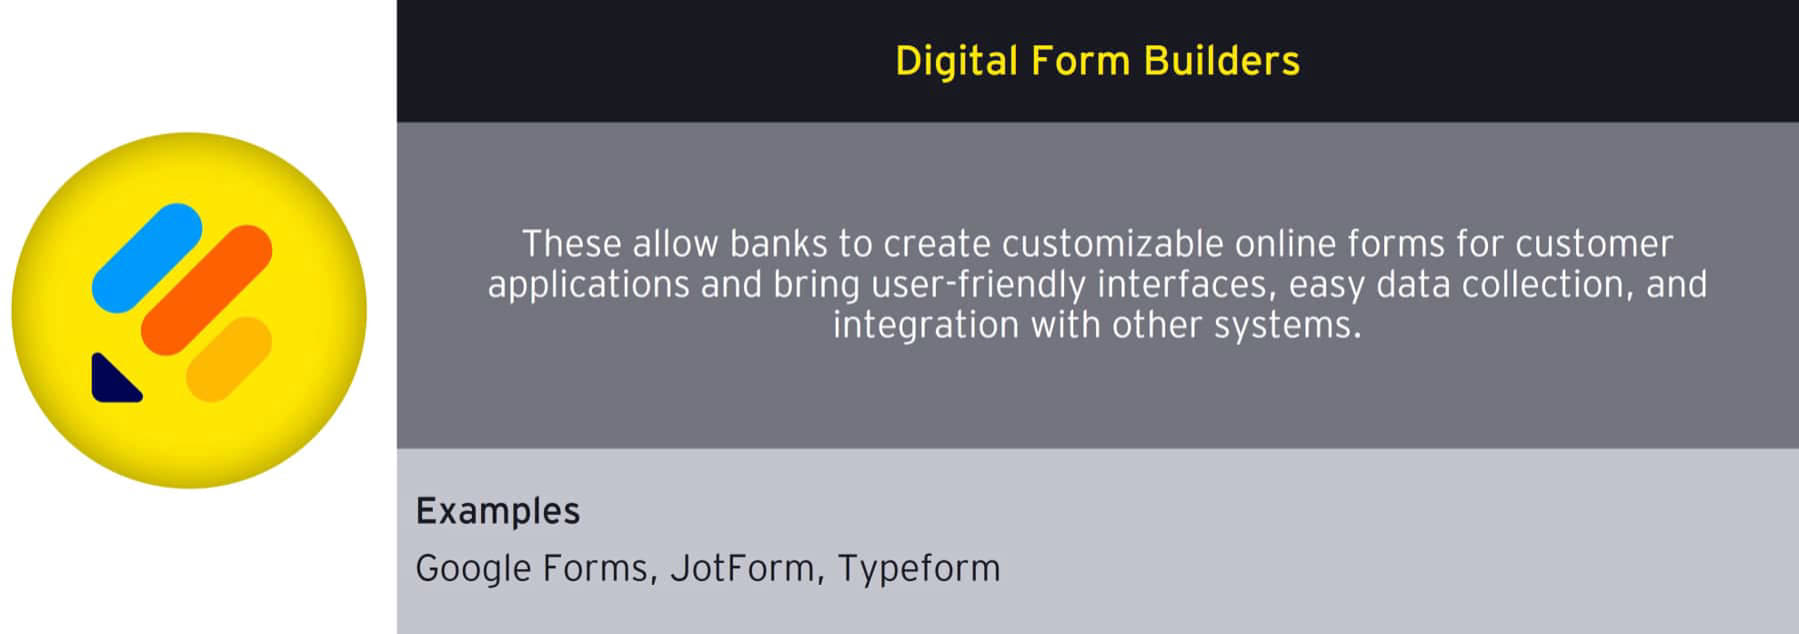 Digital Form Builders
These allow banks to create customizable online forms for customer
applications and bring user-friendly interfaces, easy data collection, and
integration with other systems.
Examples
Google Forms, JotForm, Typeform